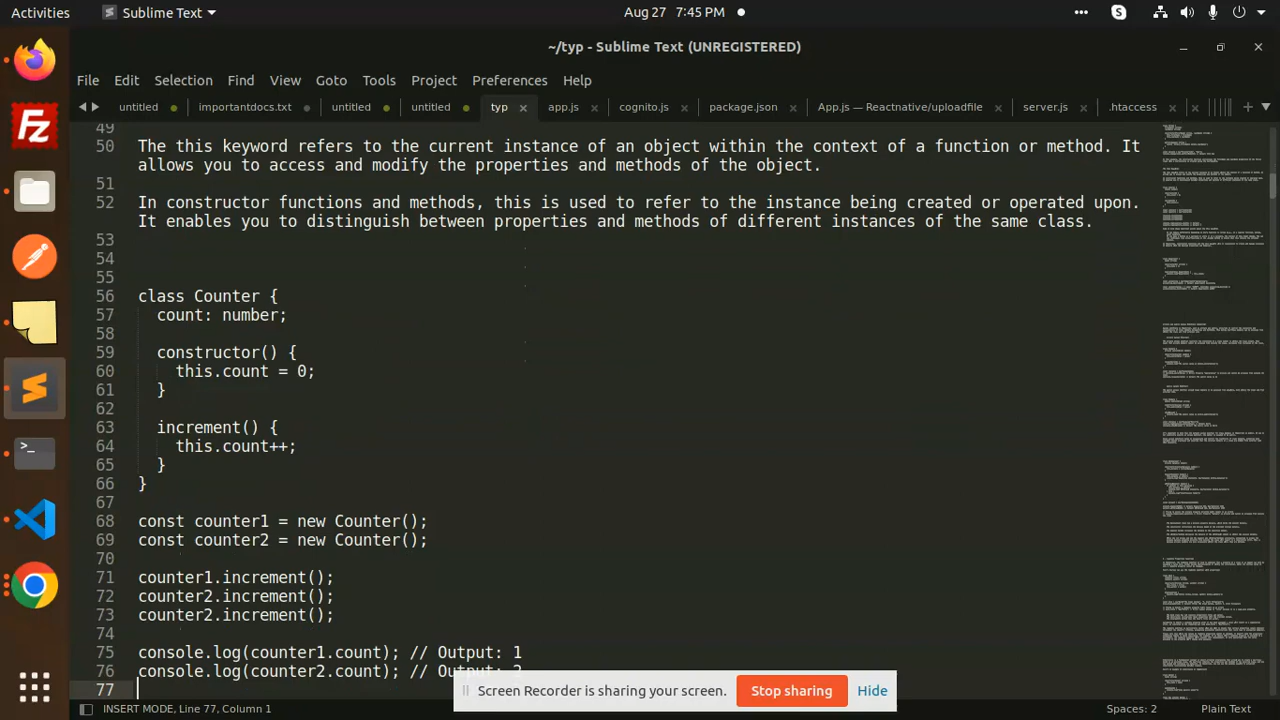 Activities Sublime Text Aug 27 7:45 PM
~/typ - Sublime Text (UNREGISTERED)
File Edit Selection Find View Goto Tools Project Preferences Help
untitled importantdocs.txt untitled untitled typ app.js cognito.js package.json App.js — Reactnative/uploadfile server.js .htaccess
49
50 The this keyword refers to the current instance of an object within the context of a function or method. It
allows you to access and modify the properties and methods of the object.
51
52 In constructor functions and methods, this is used to refer to the instance being created or operated upon.
It enables you to distinguish between properties and methods of different instances of the same class.
53
54
55
56 class Counter {
57 count: number;
58
59 constructor() {
60 this.count = 0;
61 }
62
63 increment() {
64 this.count++;
65 }
66 }
67
68 const counter1 = new Counter();
69 const counter2 = new Counter();
70
71 counter1.increment();
72 counter2.increment();
73 counter2.increment();
74
75 console.log(counter1.count); // Output: 1
76 console.log(counter2.count); // Output: 2
77
Screen Recorder is sharing your screen. Stop sharing Hide
INSERT MODE, Line 77, Column 1 Spaces: 2 Plain Text